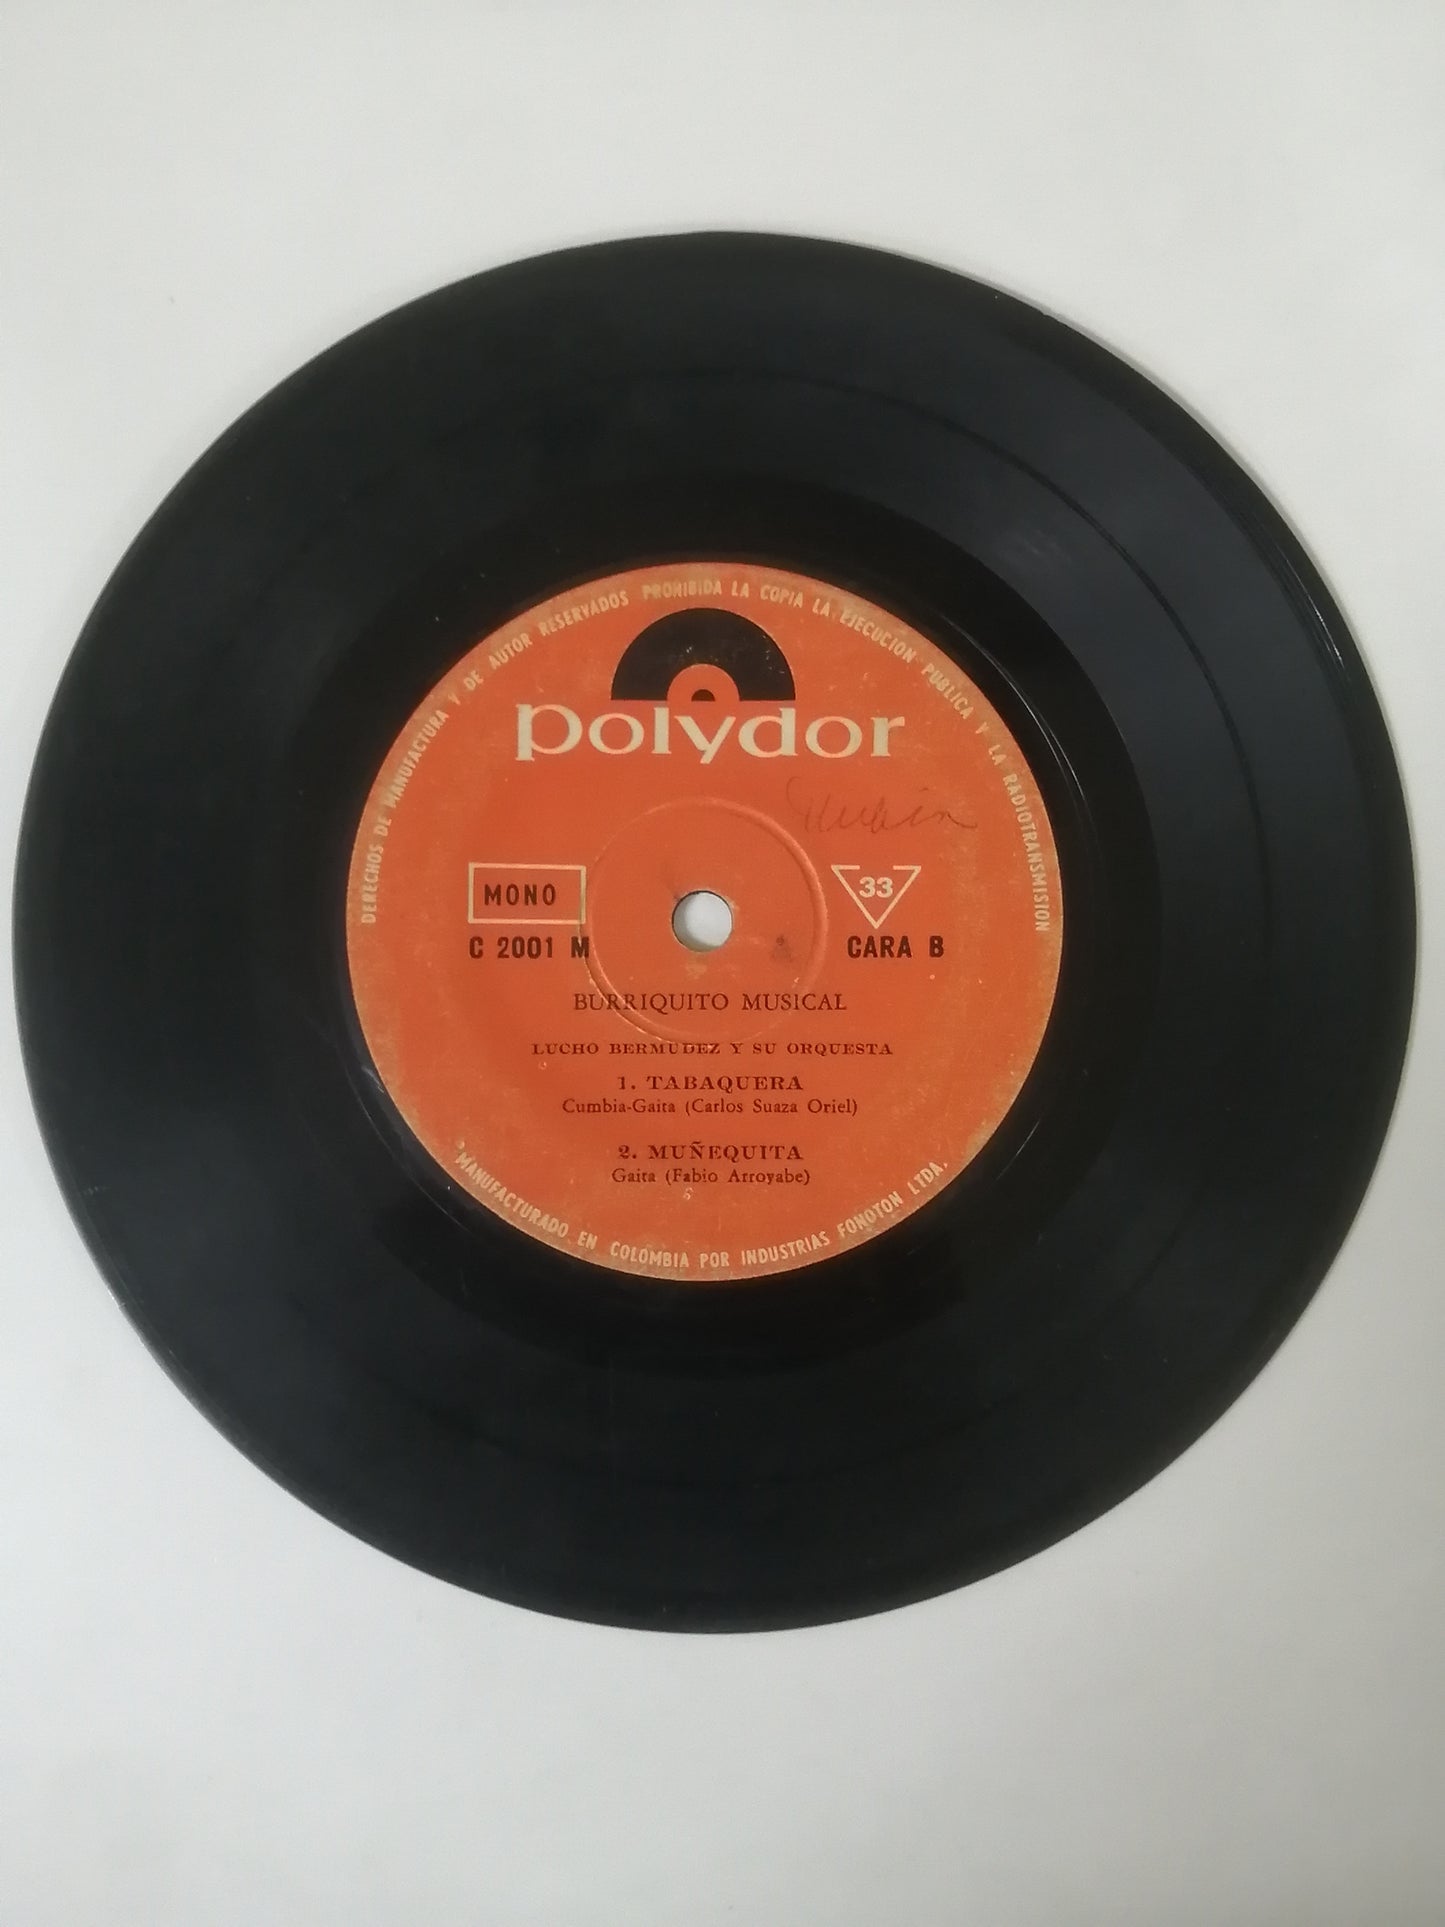 DERECHOS DE MANUFACTURA Y DE AUTOR RESERVADOS PROHIBIDA LA COPIA LA EJECUCION PUBLICA Y LA RADIOTRANSMISION
polydor
MONO
33
C 2001 M
CARA B
BURRIQUITO MUSICAL
LUCHO BERMUDEZ Y SU ORQUESTA
1. TABAQUERA
Cumbia-Gaita (Carlos Suaza Oriel)
2. MUÑEQUITA
Gaita (Fabio Arroyabe)
MANUFACTURADO EN COLOMBIA POR INDUSTRIAS FONOTON LTDA.